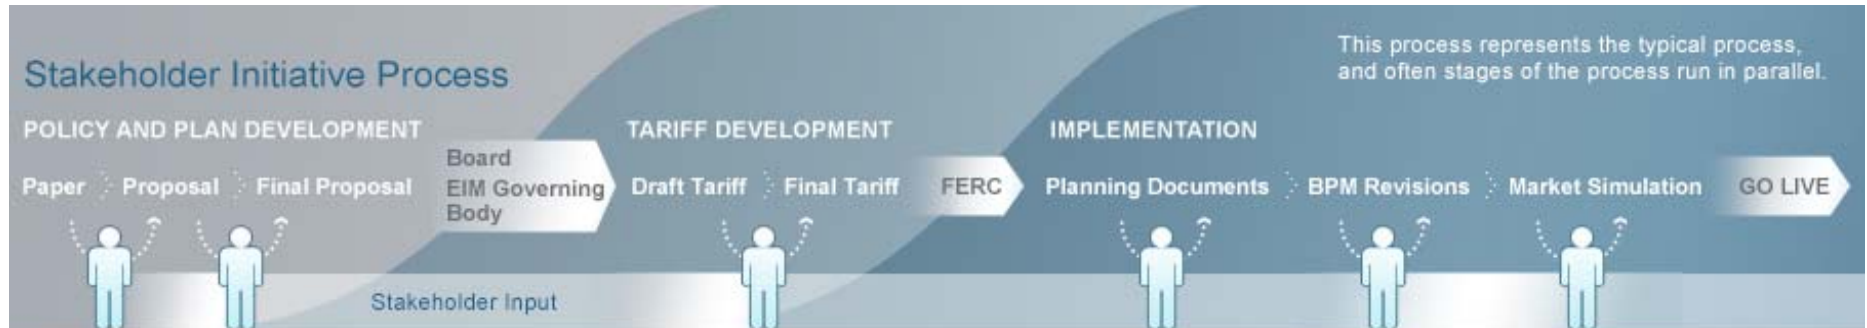 Stakeholder Initiative Process
This process represents the typical process,
and often stages of the process run in parallel.
POLICY AND PLAN DEVELOPMENT
Paper
Proposal
Final Proposal
Board
EIM Governing
Body
TARIFF DEVELOPMENT
Draft Tariff
Final Tariff
FERC
IMPLEMENTATION
Planning Documents
BPM Revisions
Market Simulation
GO LIVE
Stakeholder Input